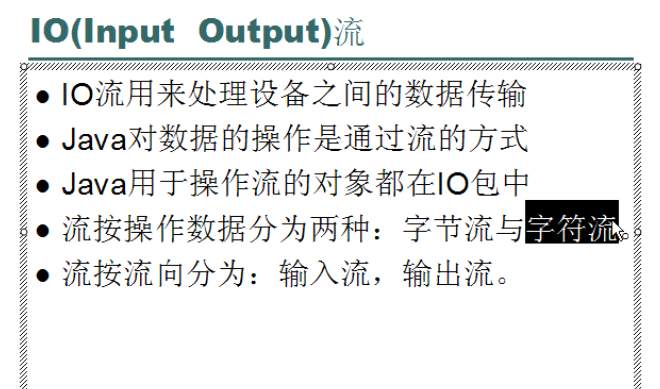 IO(Input Output)流
● IO流用来处理设备之间的数据传输
● Java对数据的操作是通过流的方式
● Java用于操作流的对象都在IO包中
● 流按操作数据分为两种：字节流与字符流。
● 流按流向分为：输入流，输出流。